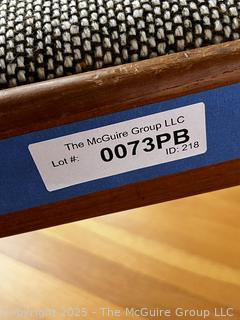 The McGuire Group LLC
Lot #: 0073PB
ID: 218
Copyright© 2025 - The McGuire Group LLC